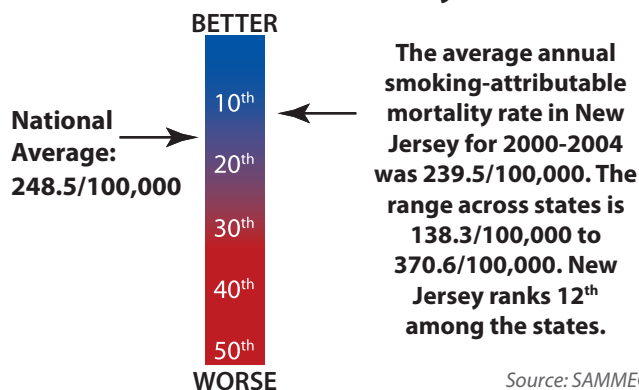 BETTER
10th
20th
30th
40th
50th
WORSE
National
Average:
248.5/100,000
The average annual
smoking-attributable
mortality rate in New
Jersey for 2000-2004
was 239.5/100,000. The
range across states is
138.3/100,000 to
370.6/100,000. New
Jersey ranks 12th
among the states.
Source: SAMMEC